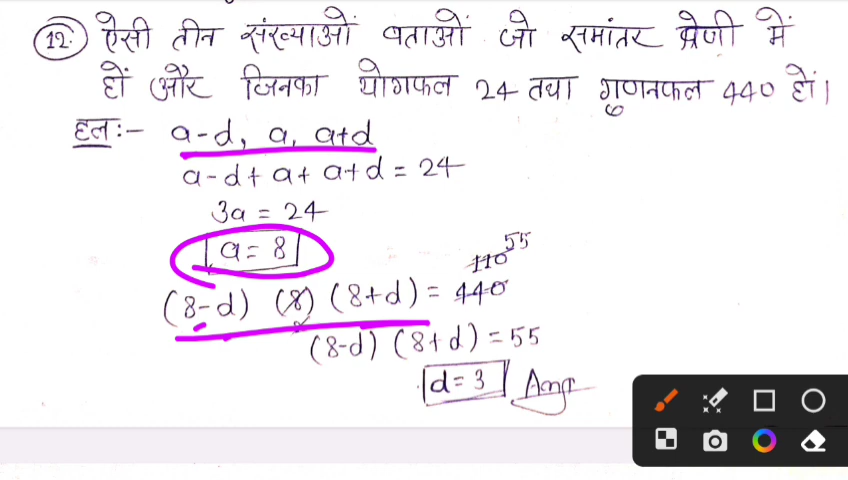 12. ऐसी तीन संख्याओं बताओं जो समांतर श्रेणी में
हों और जिनका योगफल 24 तथा गुणनफल 440 हों।
हल :- a-d, a, a+d
a-d+a+a+d = 24
3a = 24
a = 8
55
110
(8-d) (8) (8+d) = 440
(8-d) (8+d) = 55
d = 3 Ans